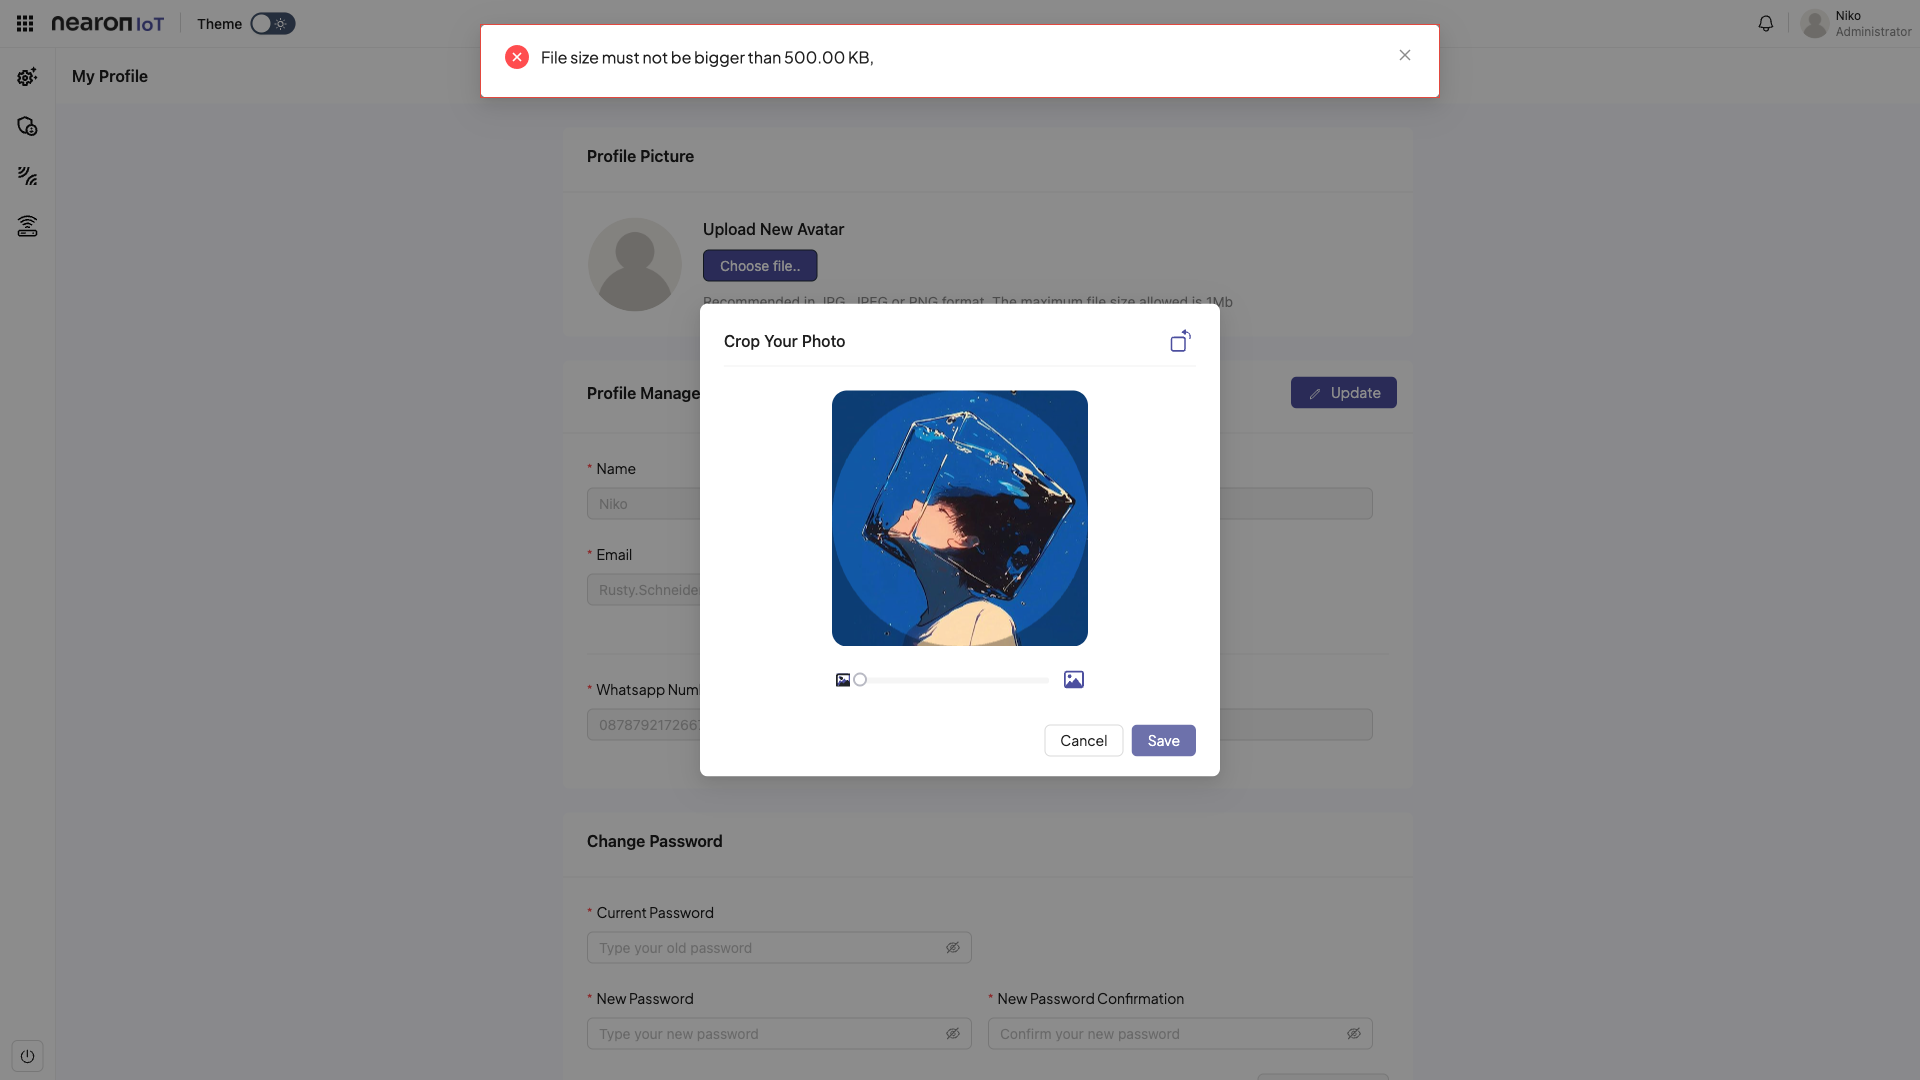 nearon IoT
Theme
Niko
Administrator
File size must not be bigger than 500.00 KB,
My Profile
Profile Picture
Upload New Avatar
Choose file..
Recommended in JPG, JPEG or PNG format. The maximum file size allowed is 1Mb
Crop Your Photo
Profile Manage
Update
* Name
Niko
* Email
Rusty.Schneide
* Whatsapp Num
0878792172667
Cancel
Save
Change Password
* Current Password
Type your old password
* New Password
* New Password Confirmation
Type your new password
Confirm your new password